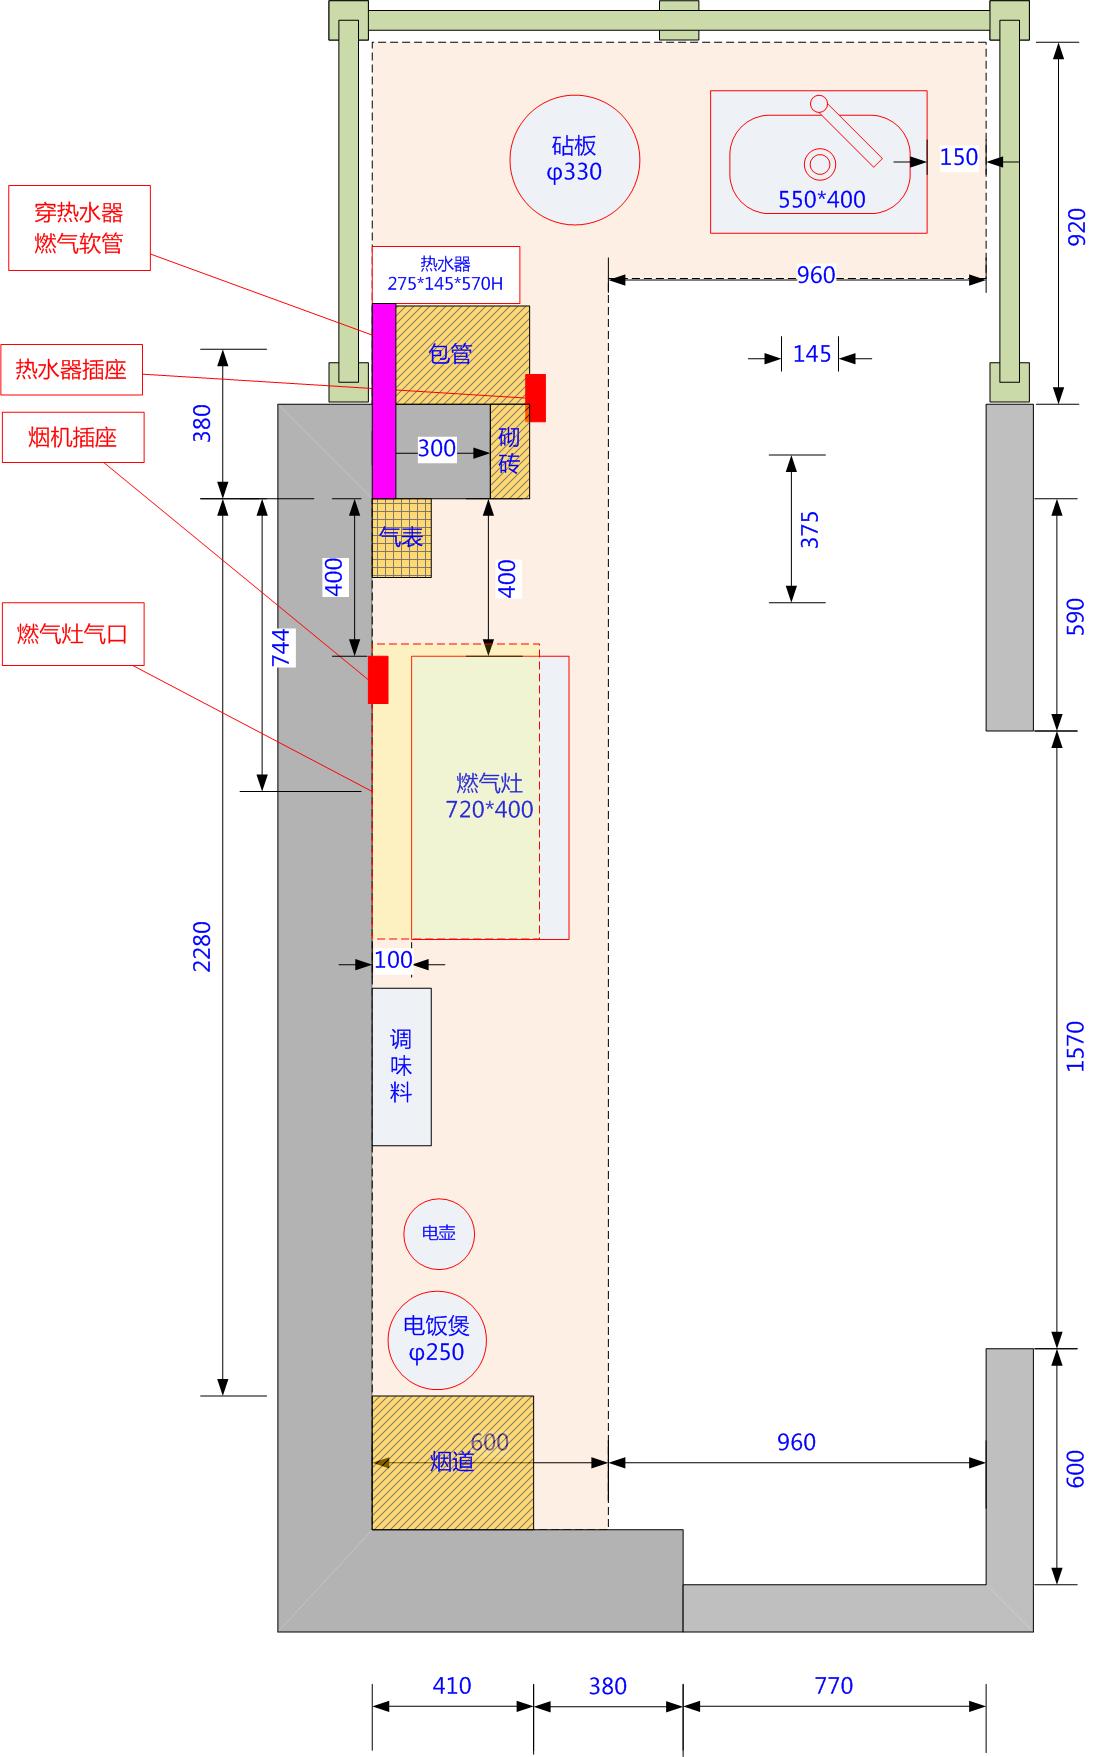 砧板
φ330
550*400
150
920
穿热水器
燃气软管
热水器
275*145*570H
960
包管
145
热水器插座
380
烟机插座
300
砌
砖
375
气表
400
400
590
燃气灶气口
744
燃气灶
720*400
2280
100
调
味
料
1570
电壶
电饭煲
φ250
600
烟道
960
600
410
380
770